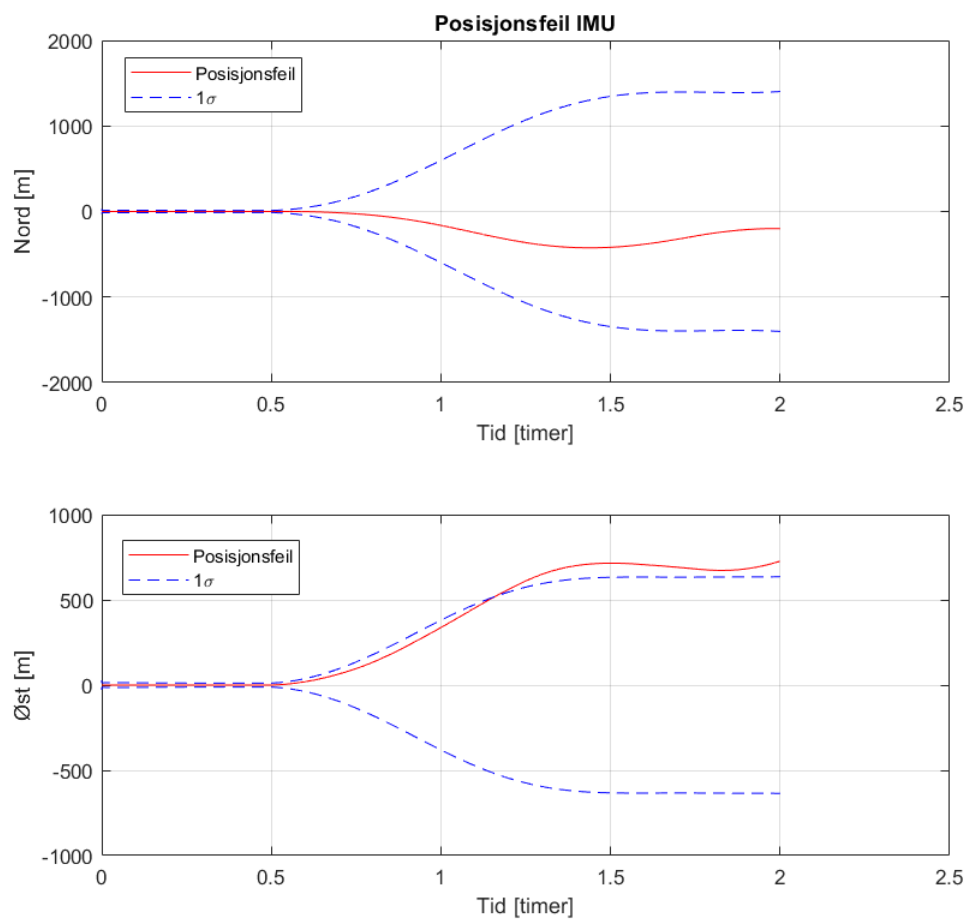 Posisjonsfeil IMU
2000
1000
0
-1000
-2000
Nord [m]
Posisjonsfeil
1σ
0 0.5 1 1.5 2 2.5
Tid [timer]
1000
500
0
-500
-1000
Øst [m]
Posisjonsfeil
1σ
0 0.5 1 1.5 2 2.5
Tid [timer]